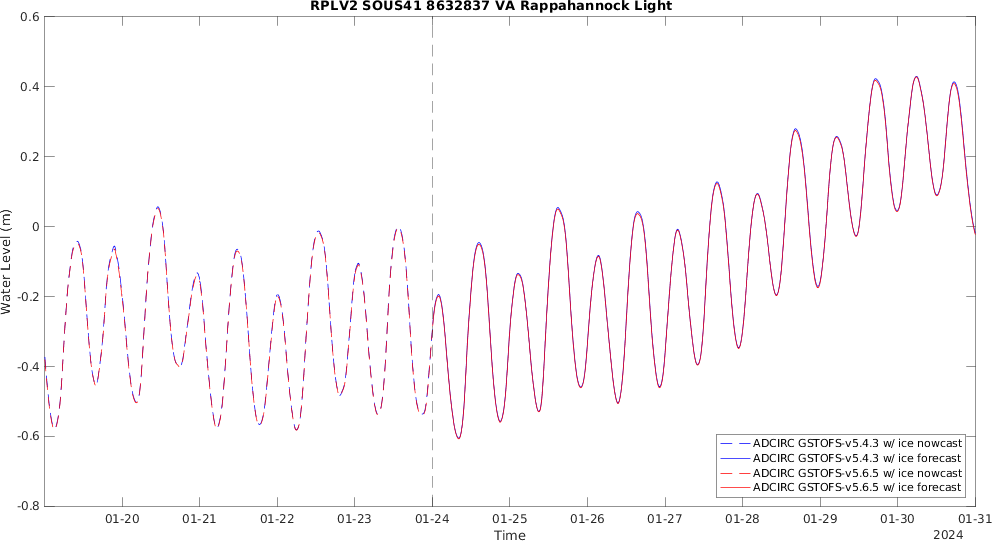 RPLV2 SOUS41 8632837 VA Rappahannock Light
0.6
0.4
0.2
0
-0.2
-0.4
-0.6
-0.8
Water Level (m)
ADCIRC GSTOFS-v5.4.3 w/ ice nowcast
ADCIRC GSTOFS-v5.4.3 w/ ice forecast
ADCIRC GSTOFS-v5.6.5 w/ ice nowcast
ADCIRC GSTOFS-v5.6.5 w/ ice forecast
01-20 01-21 01-22 01-23 01-24 01-25 01-26 01-27 01-28 01-29 01-30 01-31
Time
2024